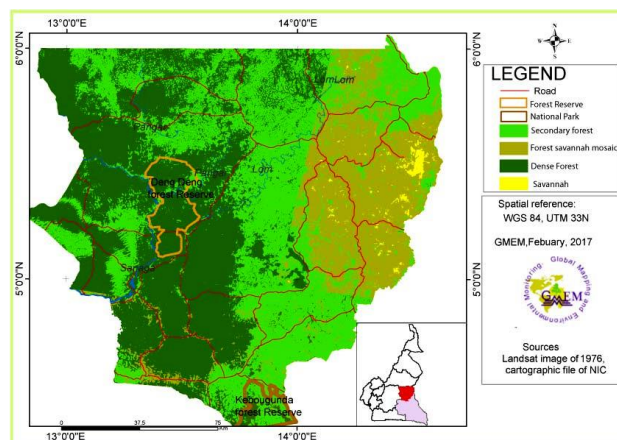 13°0'0"E
14°0'0"E
6°0'0"N
6°0'0"N
N
W
E
S
LEGEND
Road
Forest Reserve
National Park
Secondary forest
Forest savannah mosaic
Dense Forest
Savannah
LomLom
Lom
Deng Deng
forest Reserve
Sanaga
5°0'0"N
5°0'0"N
Spatial reference:
WGS 84, UTM 33N
GMEM,Febuary, 2017
Global Mapping and Environmental Monitoring
GMEM
Sources
Landsat image of 1976,
cartographic file of NIC
forest Reserve
0
37.5
75
13°0'0"E
14°0'0"E